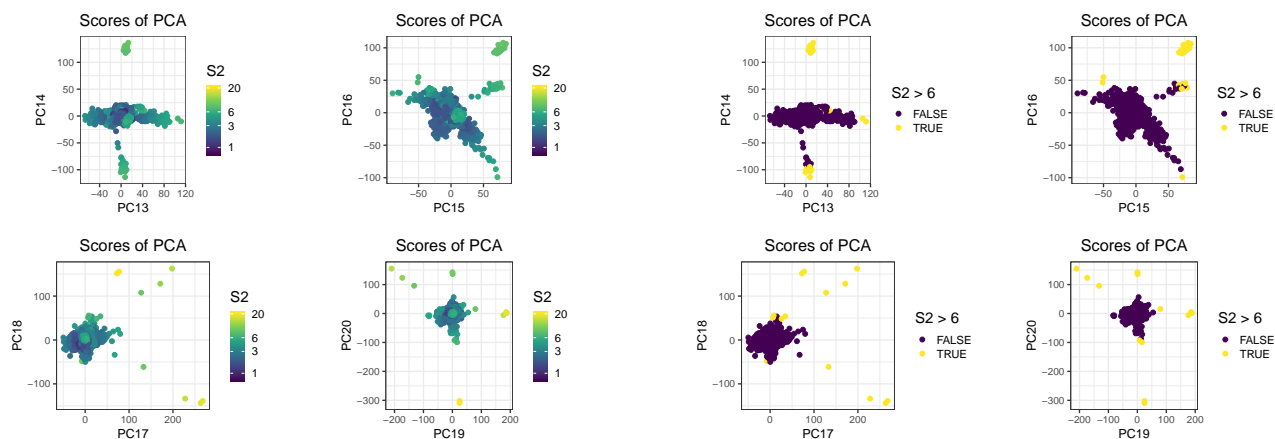 Scores of PCA
PC14
100
50
0
−50
−100
−40 0 40 80 120
PC13
S2
20
6
3
1
Scores of PCA
PC16
100
50
0
−50
−100
−50 0 50
PC15
S2
20
6
3
1
Scores of PCA
PC14
100
50
0
−50
−100
−40 0 40 80 120
PC13
S2 > 6
FALSE
TRUE
Scores of PCA
PC16
100
50
0
−50
−100
−50 0 50
PC15
S2 > 6
FALSE
TRUE
Scores of PCA
PC18
100
0
−100
0 100 200
PC17
S2
20
6
3
1
Scores of PCA
PC20
100
0
−100
−200
−300
−200 −100 0 100 200
PC19
S2
20
6
3
1
Scores of PCA
PC18
100
0
−100
0 100 200
PC17
S2 > 6
FALSE
TRUE
Scores of PCA
PC20
100
0
−100
−200
−300
−200 −100 0 100 200
PC19
S2 > 6
FALSE
TRUE